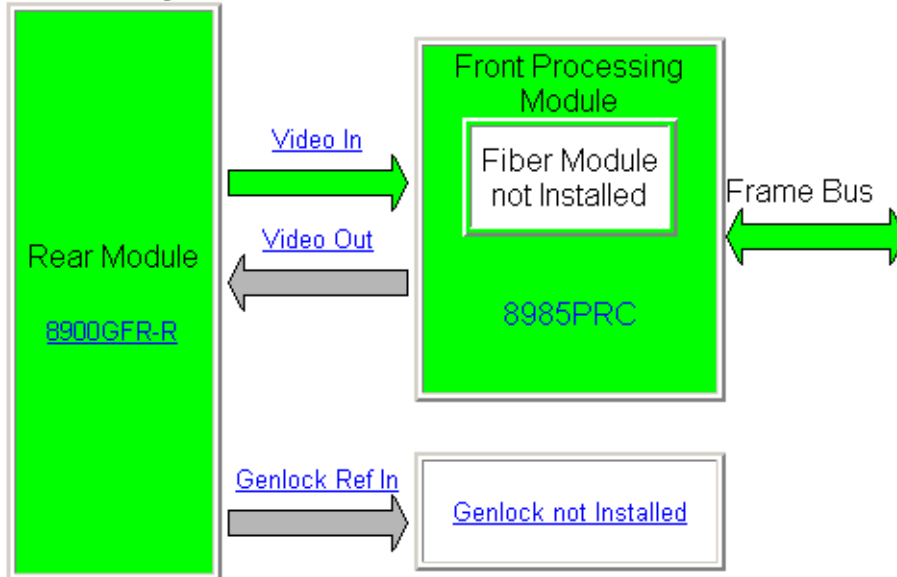 Front Processing
Module
Video In
Fiber Module
not Installed
Frame Bus
Video Out
Rear Module
8985PRC
8900GFR-R
Genlock Ref In
Genlock not Installed